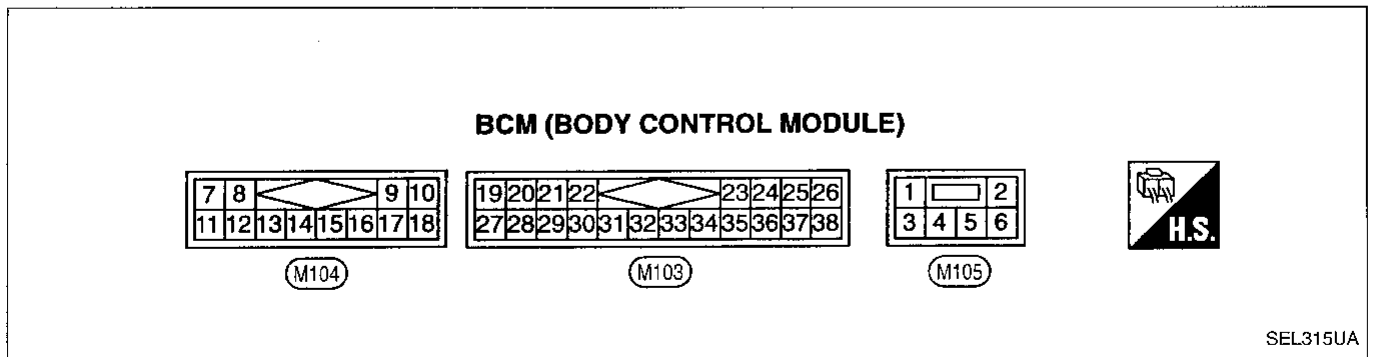 BCM (BODY CONTROL MODULE)
7 8 9 10
11 12 13 14 15 16 17 18
M104
19 20 21 22 23 24 25 26
27 28 29 30 31 32 33 34 35 36 37 38
M103
1 2
3 4 5 6
M105
H.S.
SEL315UA